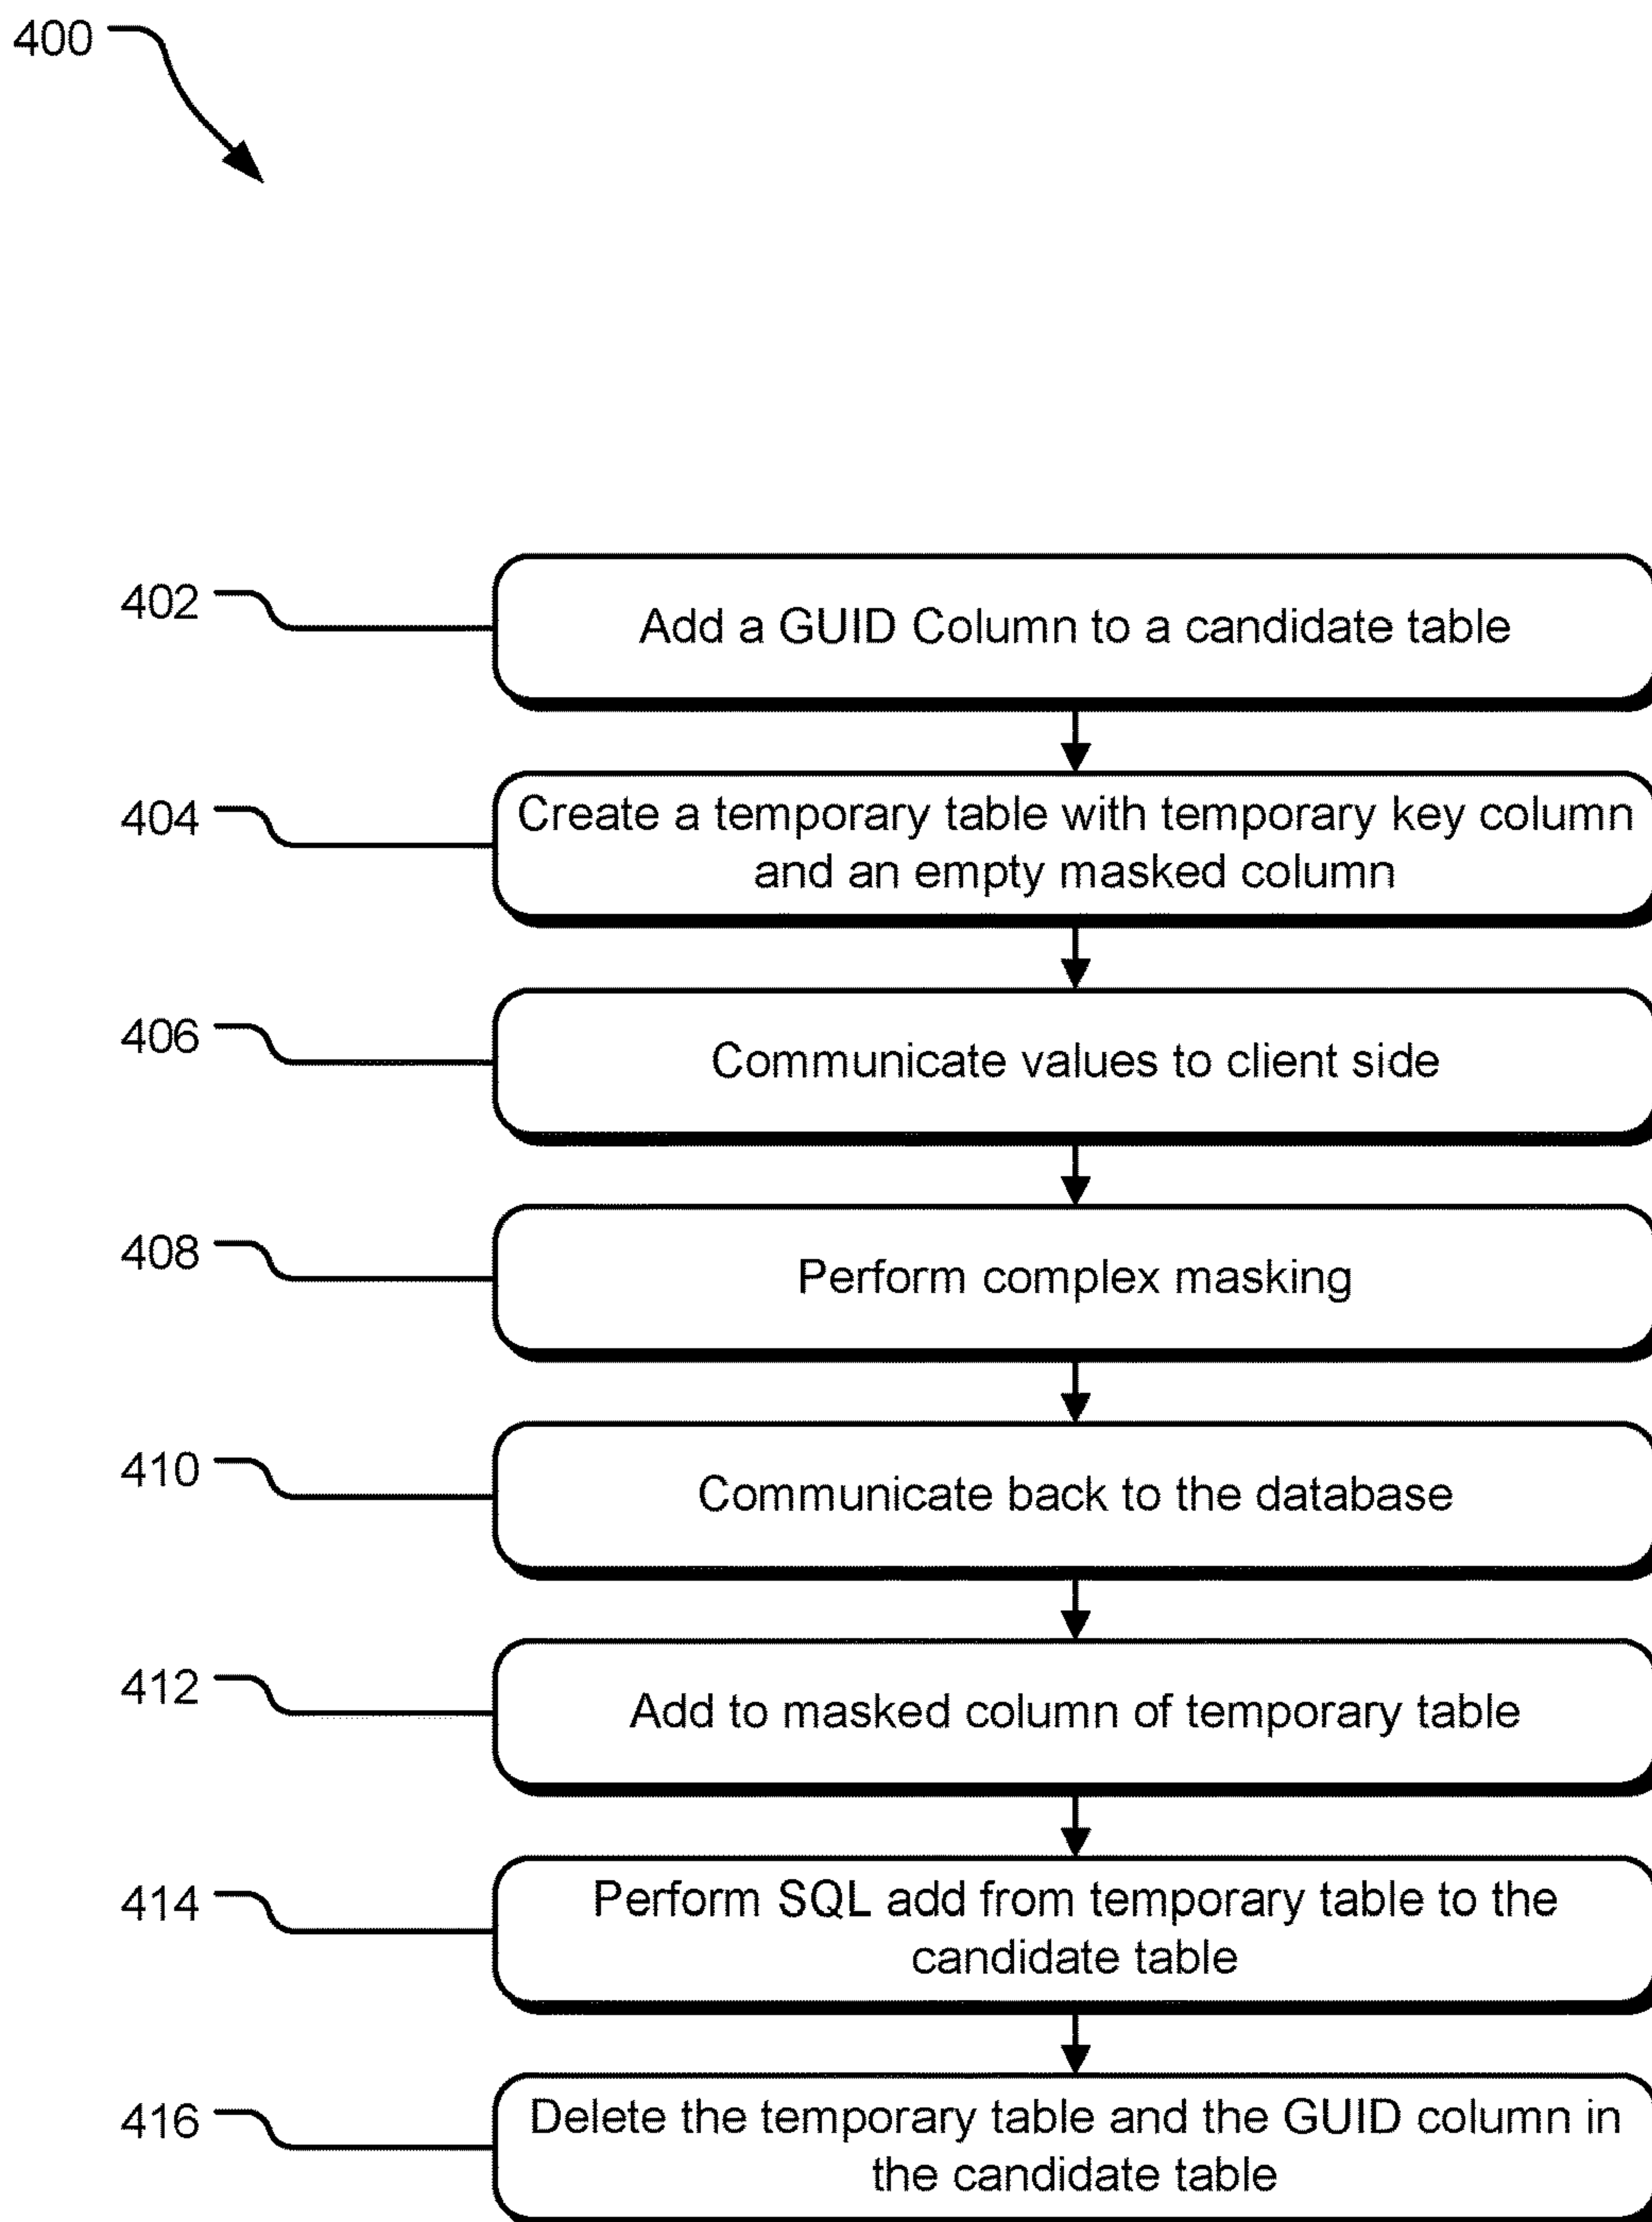 400
402
Add a GUID Column to a candidate table
404
Create a temporary table with temporary key column
and an empty masked column
406
Communicate values to client side
408
Perform complex masking
410
Communicate back to the database
412
Add to masked column of temporary table
414
Perform SQL add from temporary table to the
candidate table
416
Delete the temporary table and the GUID column in
the candidate table